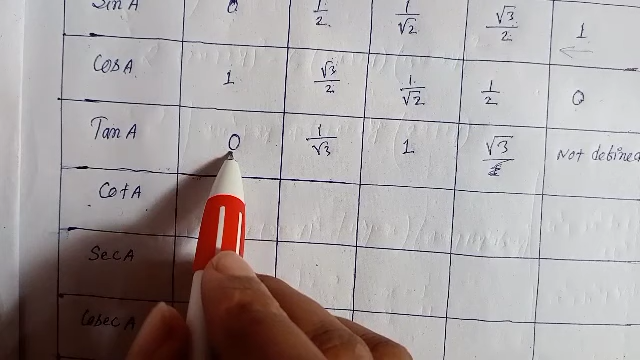 Sin A 0 1/2 1/√2 √3/2 1
Cos A 1 √3/2 1/√2 1/2 0
Tan A 0 1/√3 1 √3 Not defined
Cot A
Sec A
Cosec A